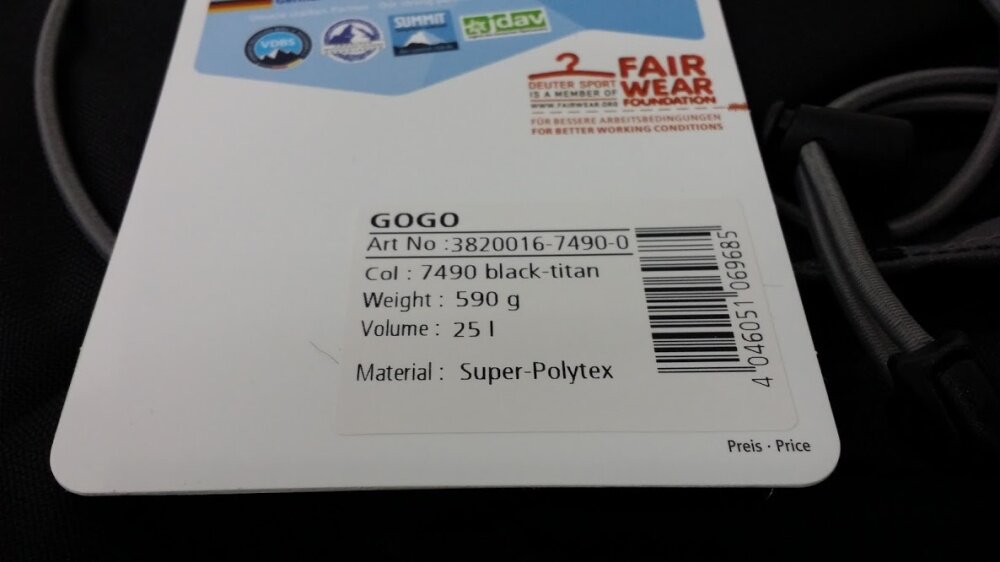 VDBS
SUMMIT
jdav
DEUTER SPORT
IS A MEMBER OF
WWW.FAIRWEAR.ORG
FAIR
WEAR
FOUNDATION
FÜR BESSERE ARBEITSBEDINGUNGEN
FOR BETTER WORKING CONDITIONS
GOGO
Art No :3820016-7490-0
Col : 7490 black-titan
Weight : 590 g
Volume : 25 l
Material : Super-Polytex
4 046051 069685
Preis · Price